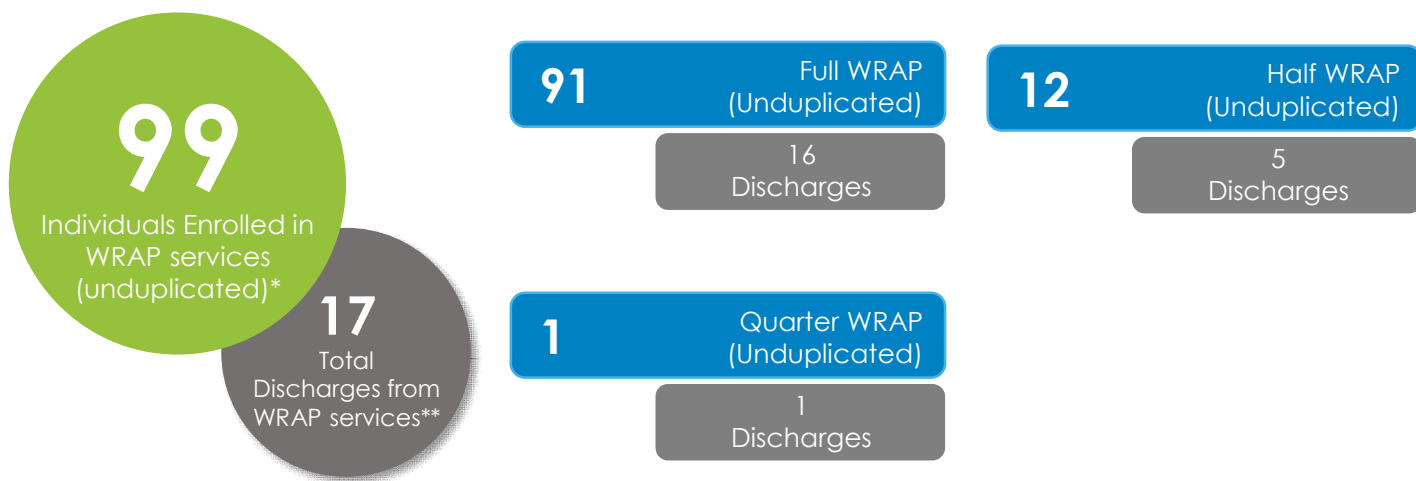 99
Individuals Enrolled in
WRAP services
(unduplicated)*
17
Total
Discharges from
WRAP services**
91
Full WRAP
(Unduplicated)
16
Discharges
12
Half WRAP
(Unduplicated)
5
Discharges
1
Quarter WRAP
(Unduplicated)
1
Discharges